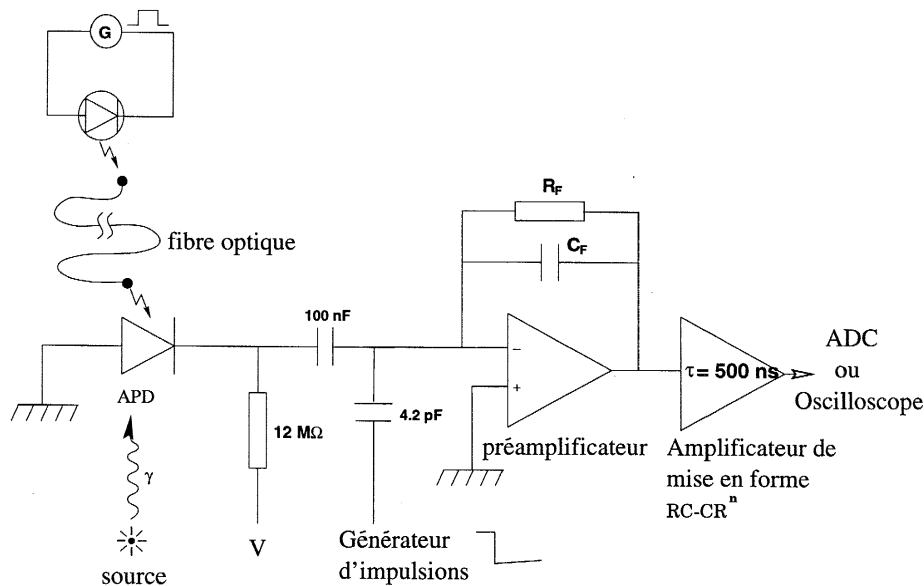 G
fibre optique
R_F
C_F
100 nF
−
+
τ= 500 ns
ADC
ou
Oscilloscope
APD
12 MΩ
4.2 pF
préamplificateur
Amplificateur de
mise en forme
RC-CRⁿ
γ
source
V
Générateur
d'impulsions